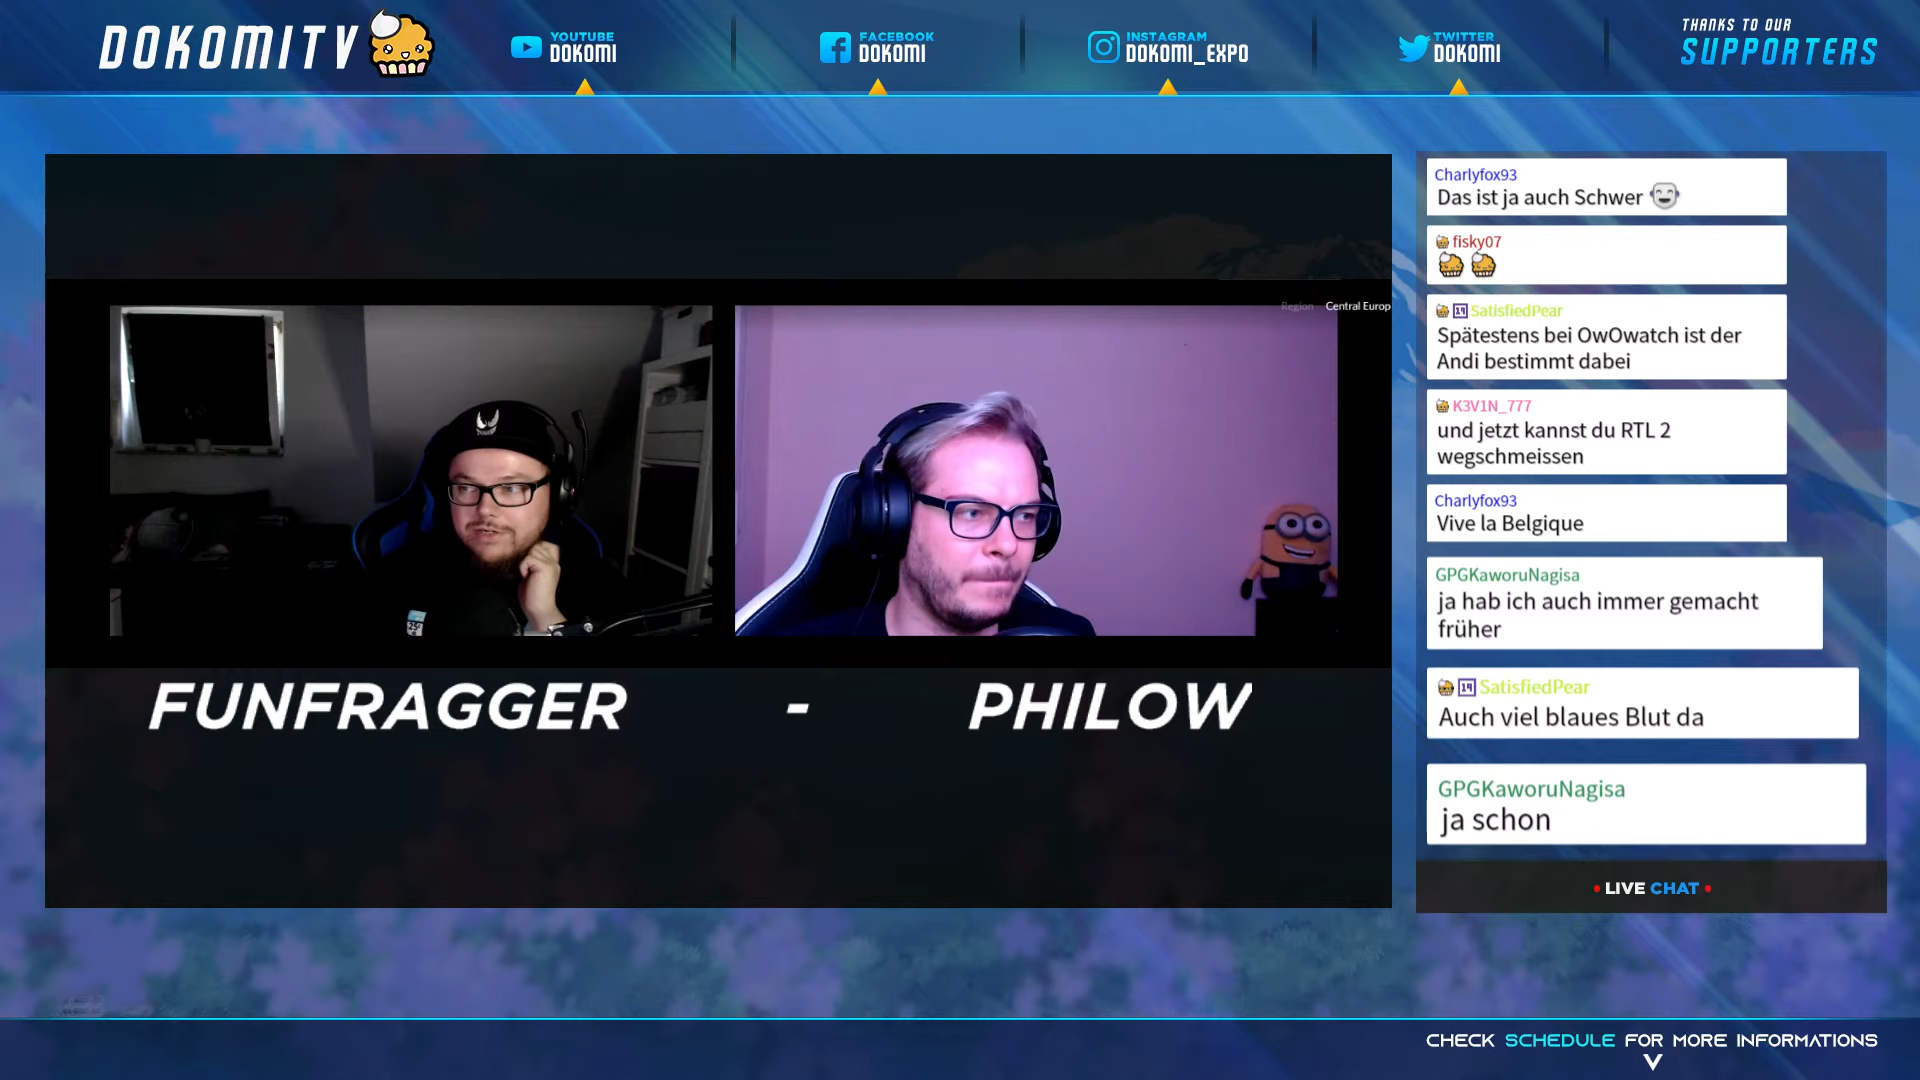 DOKOMITV
YOUTUBE
DOKOMI
FACEBOOK
DOKOMI
INSTAGRAM
DOKOMI_EXPO
TWITTER
DOKOMI
THANKS TO OUR
SUPPORTERS
Region Central Europ
FUNFRAGGER - PHILOW
Charlyfox93
Das ist ja auch Schwer
fisky07
SatisfiedPear
Spätestens bei OwOwatch ist der
Andi bestimmt dabei
K3V1N_777
und jetzt kannst du RTL 2
wegschmeissen
Charlyfox93
Vive la Belgique
GPGKaworuNagisa
ja hab ich auch immer gemacht
früher
SatisfiedPear
Auch viel blaues Blut da
GPGKaworuNagisa
ja schon
• LIVE CHAT •
CHECK SCHEDULE FOR MORE INFORMATIONS